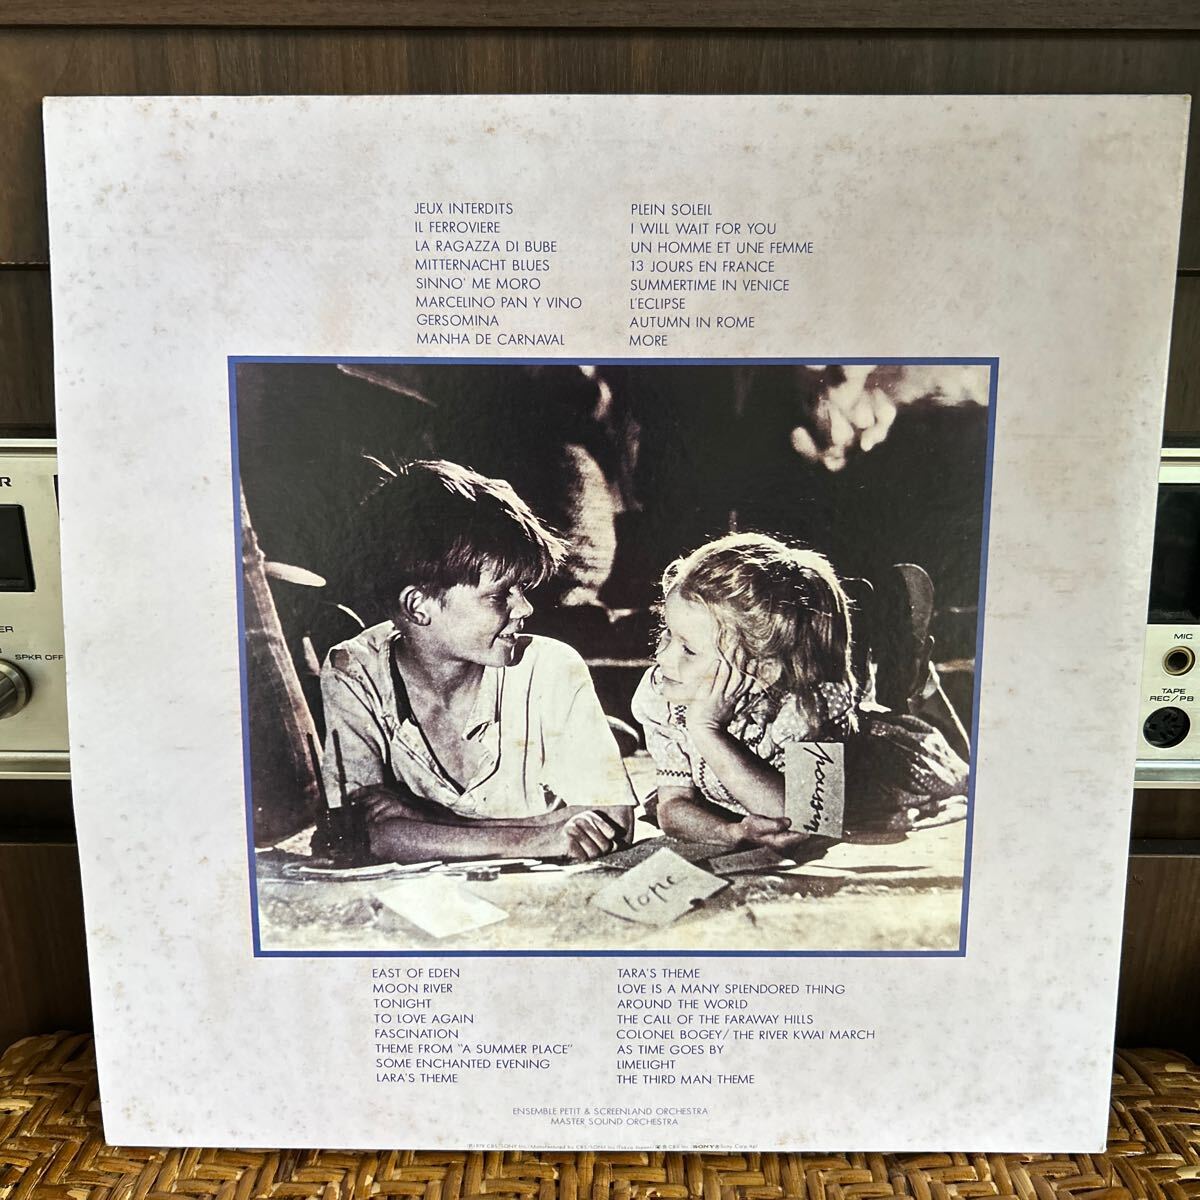 JEUX INTERDITS
IL FERROVIERE
LA RAGAZZA DI BUBE
MITTERNACHT BLUES
SINNO' ME MORO
MARCELINO PAN Y VINO
GERSOMINA
MANHA DE CARNAVAL
PLEIN SOLEIL
I WILL WAIT FOR YOU
UN HOMME ET UNE FEMME
13 JOURS EN FRANCE
SUMMERTIME IN VENICE
L'ECLIPSE
AUTUMN IN ROME
MORE
SPKR OFF
MIC
TAPE
REC/PB
poussin
tope
EAST OF EDEN
MOON RIVER
TONIGHT
TO LOVE AGAIN
FASCINATION
THEME FROM "A SUMMER PLACE"
SOME ENCHANTED EVENING
LARA'S THEME
TARA'S THEME
LOVE IS A MANY SPLENDORED THING
AROUND THE WORLD
THE CALL OF THE FARAWAY HILLS
COLONEL BOGEY/ THE RIVER KWAI MARCH
AS TIME GOES BY
LIMELIGHT
THE THIRD MAN THEME
ENSEMBLE PETIT & SCREENLAND ORCHESTRA
MASTER SOUND ORCHESTRA